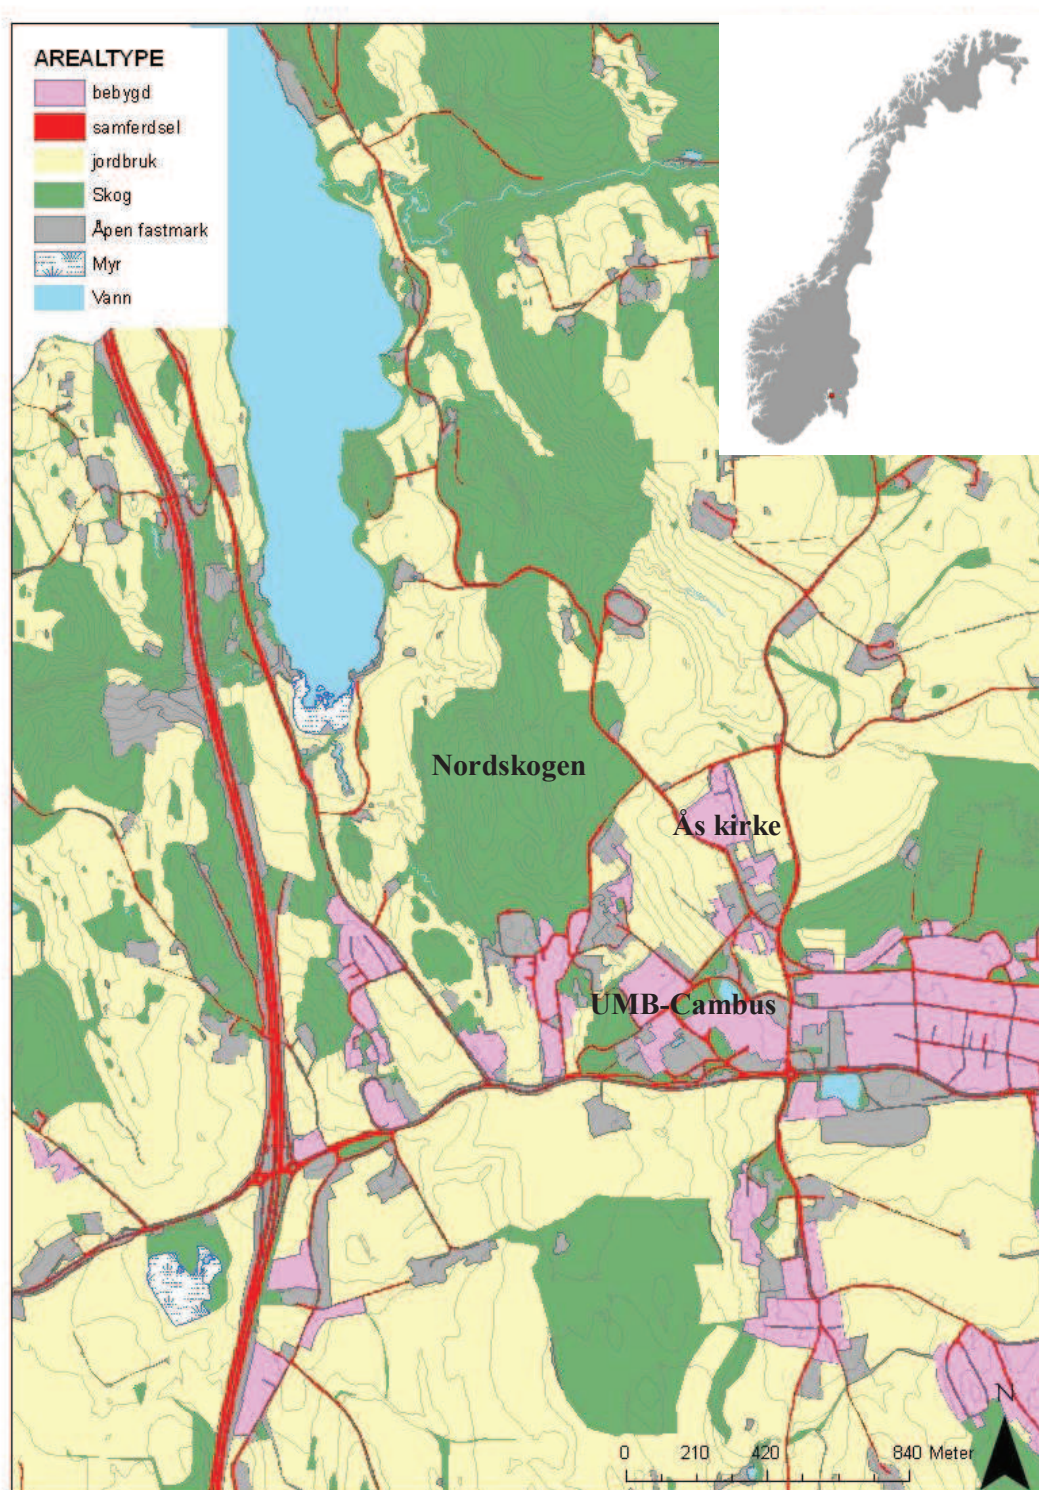 AREALTYPE
bebygd
samferdsel
jordbruk
Skog
Åpen fastmark
Myr
Vann
Nordskogen
Ås kirke
UMB-Cambus
N
0 210 420 840 Meter